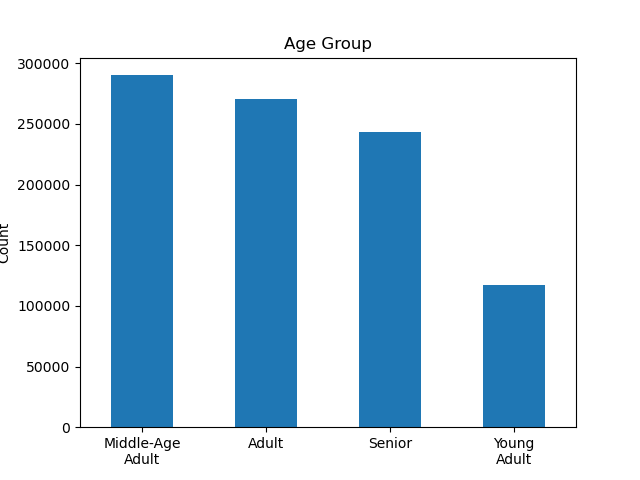 Age Group
300000
250000
200000
150000
100000
50000
0
Count
Middle-Age
Adult
Adult
Senior
Young
Adult